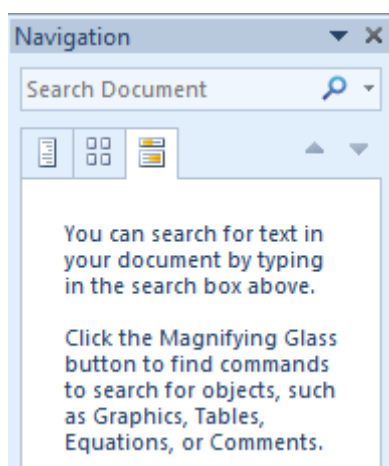 Navigation
Search Document
You can search for text in
your document by typing
in the search box above.
Click the Magnifying Glass
button to find commands
to search for objects, such
as Graphics, Tables,
Equations, or Comments.